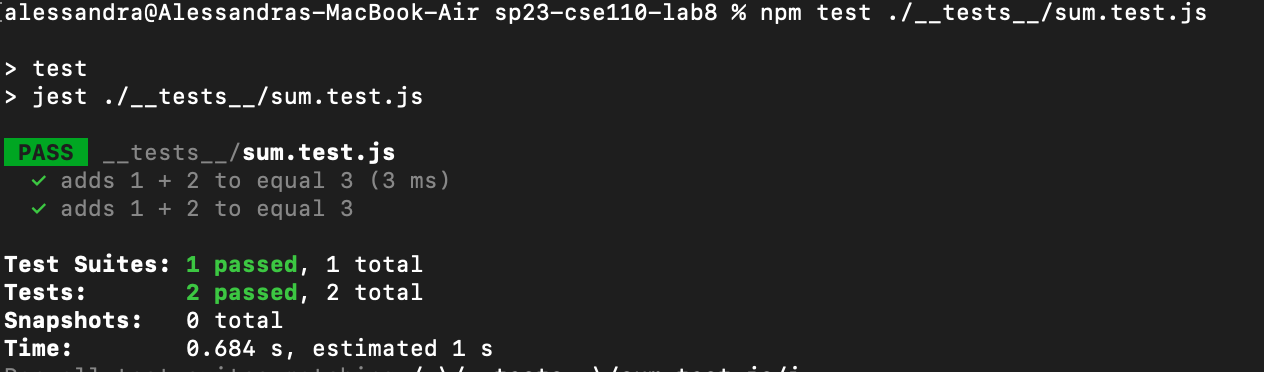 alessandra@Alessandras-MacBook-Air sp23-cse110-lab8 % npm test ./__tests__/sum.test.js
> test
> jest ./__tests__/sum.test.js
PASS __tests__/sum.test.js
✓ adds 1 + 2 to equal 3 (3 ms)
✓ adds 1 + 2 to equal 3
Test Suites: 1 passed, 1 total
Tests: 2 passed, 2 total
Snapshots: 0 total
Time: 0.684 s, estimated 1 s